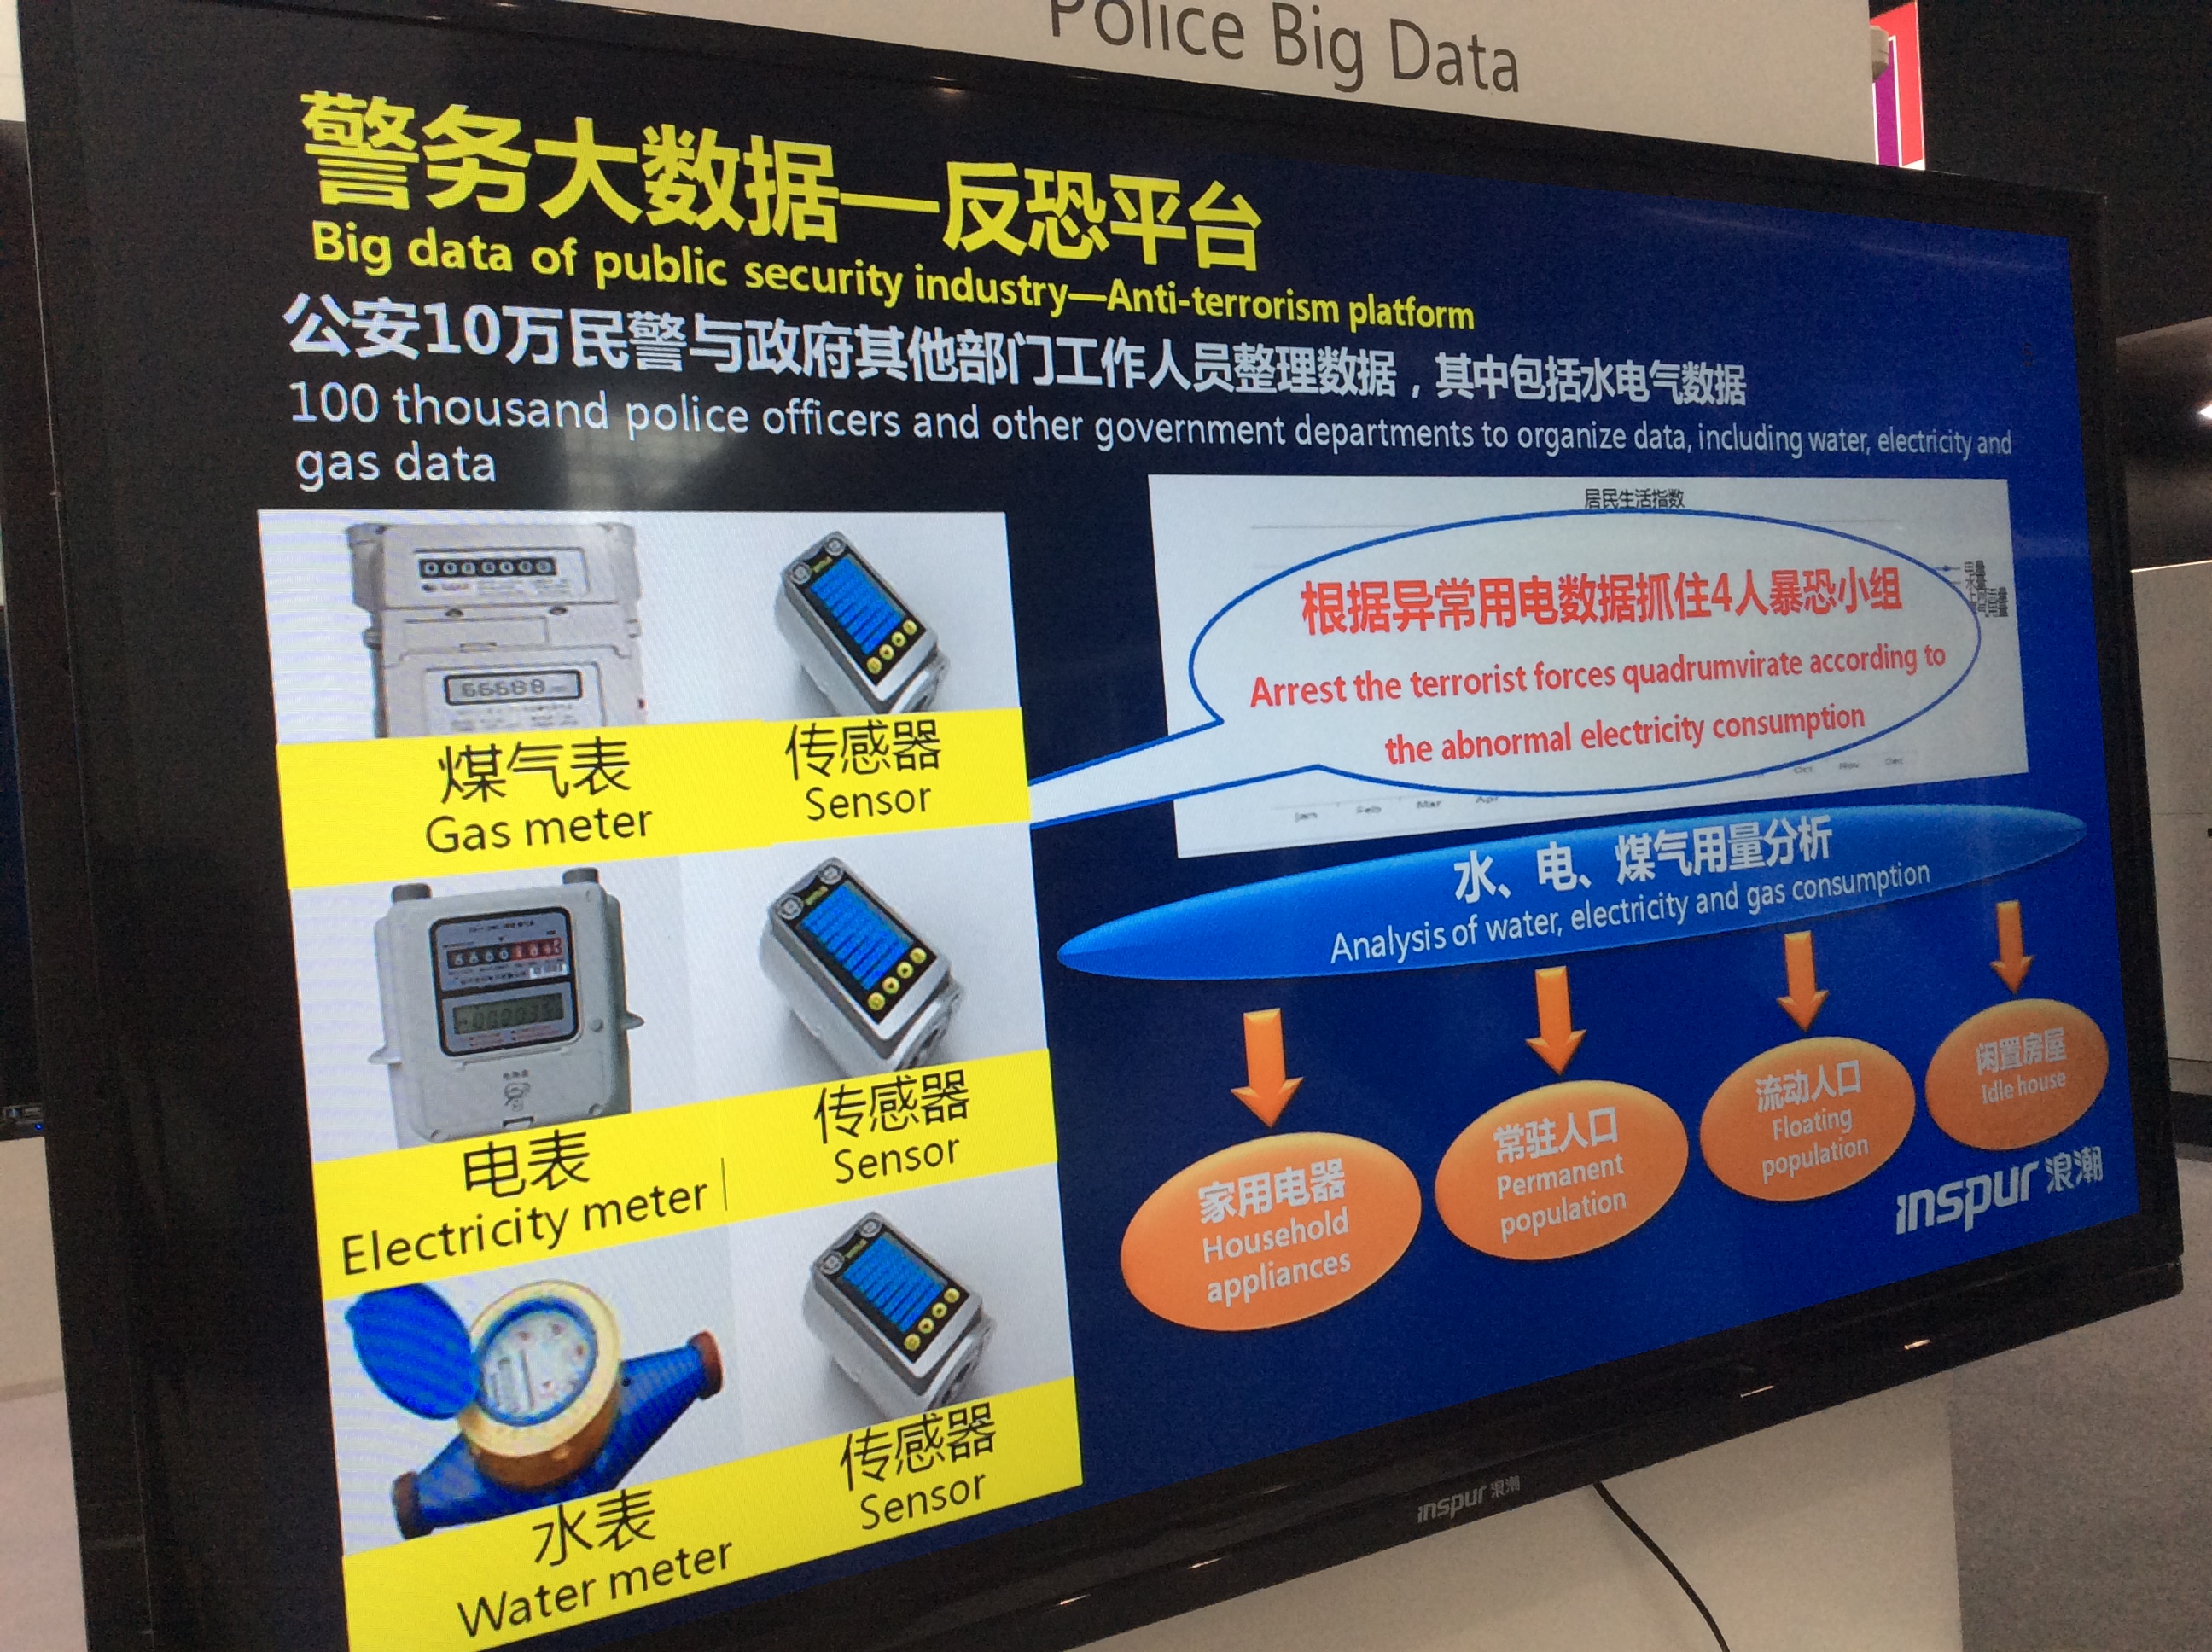 Police Big Data
警务大数据—反恐平台
Big data of public security industry—Anti-terrorism platform
公安10万民警与政府其他部门工作人员整理数据，其中包括水电气数据
100 thousand police officers and other government departments to organize data, including water, electricity and
gas data
煤气表
Gas meter
传感器
Sensor
电表
Electricity meter
传感器
Sensor
水表
Water meter
传感器
Sensor
居民生活指数
根据异常用电数据抓住4人暴恐小组
Arrest the terrorist forces quadrumvirate according to
the abnormal electricity consumption
Jan Feb Mar Apr Oct Nov Dec
水、电、煤气用量分析
Analysis of water, electricity and gas consumption
家用电器
Household
appliances
常驻人口
Permanent
population
流动人口
Floating
population
闲置房屋
Idle house
inspur 浪潮
inspur 浪潮